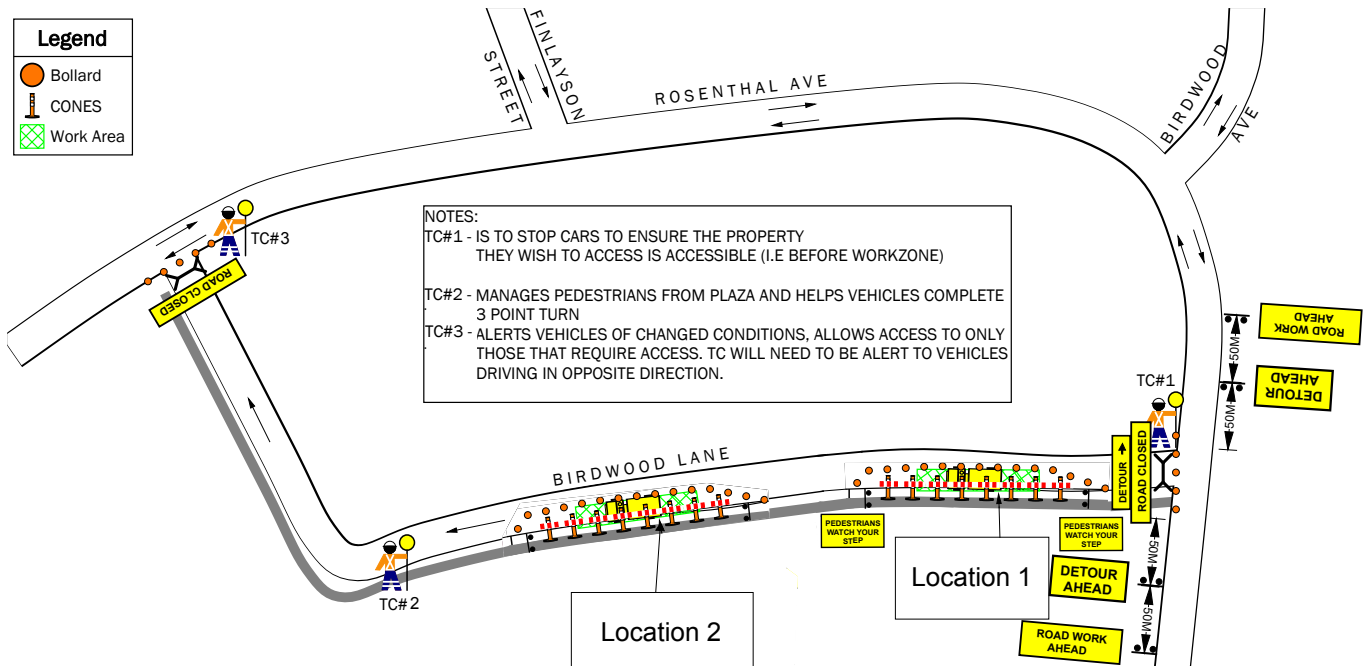 Legend
Bollard
CONES
Work Area
FINLAYSON
STREET
ROSENTHAL AVE
BIRDWOOD
AVE
TC#3
ROAD CLOSED
NOTES:
TC#1 - IS TO STOP CARS TO ENSURE THE PROPERTY
THEY WISH TO ACCESS IS ACCESSIBLE (I.E BEFORE WORKZONE)
TC#2 - MANAGES PEDESTRIANS FROM PLAZA AND HELPS VEHICLES COMPLETE
3 POINT TURN
TC#3 - ALERTS VEHICLES OF CHANGED CONDITIONS, ALLOWS ACCESS TO ONLY
THOSE THAT REQUIRE ACCESS. TC WILL NEED TO BE ALERT TO VEHICLES
DRIVING IN OPPOSITE DIRECTION.
ROAD WORK
AHEAD
50M
DETOUR
AHEAD
50M
TC#1
DETOUR
ROAD CLOSED
BIRDWOOD LANE
PEDESTRIANS
WATCH YOUR
STEP
PEDESTRIANS
WATCH YOUR
STEP
50M
DETOUR
AHEAD
50M
ROAD WORK
AHEAD
Location 1
Location 2
TC#2